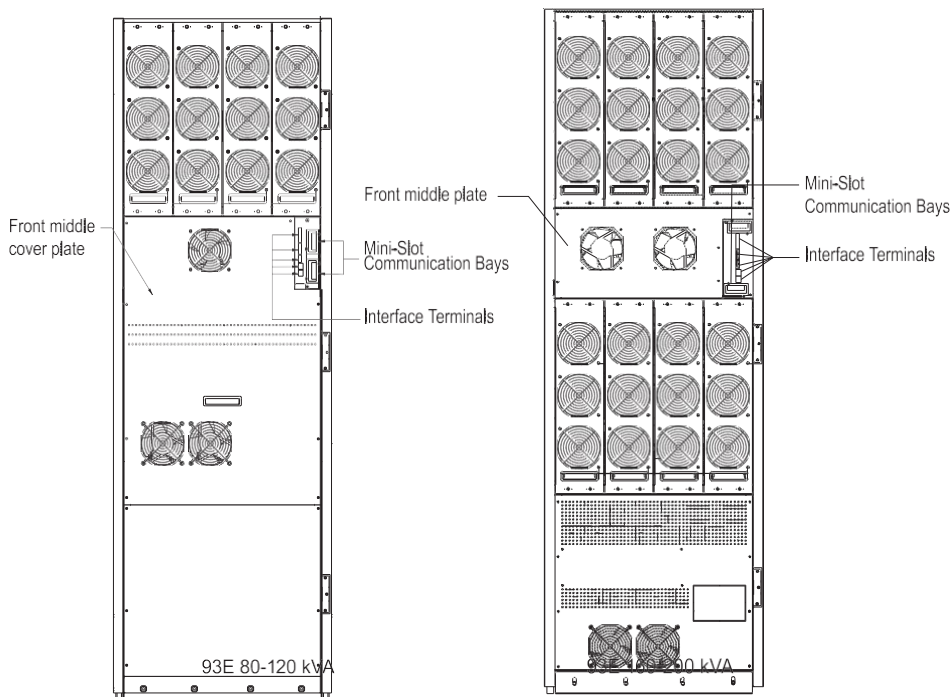 Front middle
cover plate
Mini-Slot
Communication Bays
Interface Terminals
93E 80-120 kVA
Front middle plate
Mini-Slot
Communication Bays
Interface Terminals
kVA